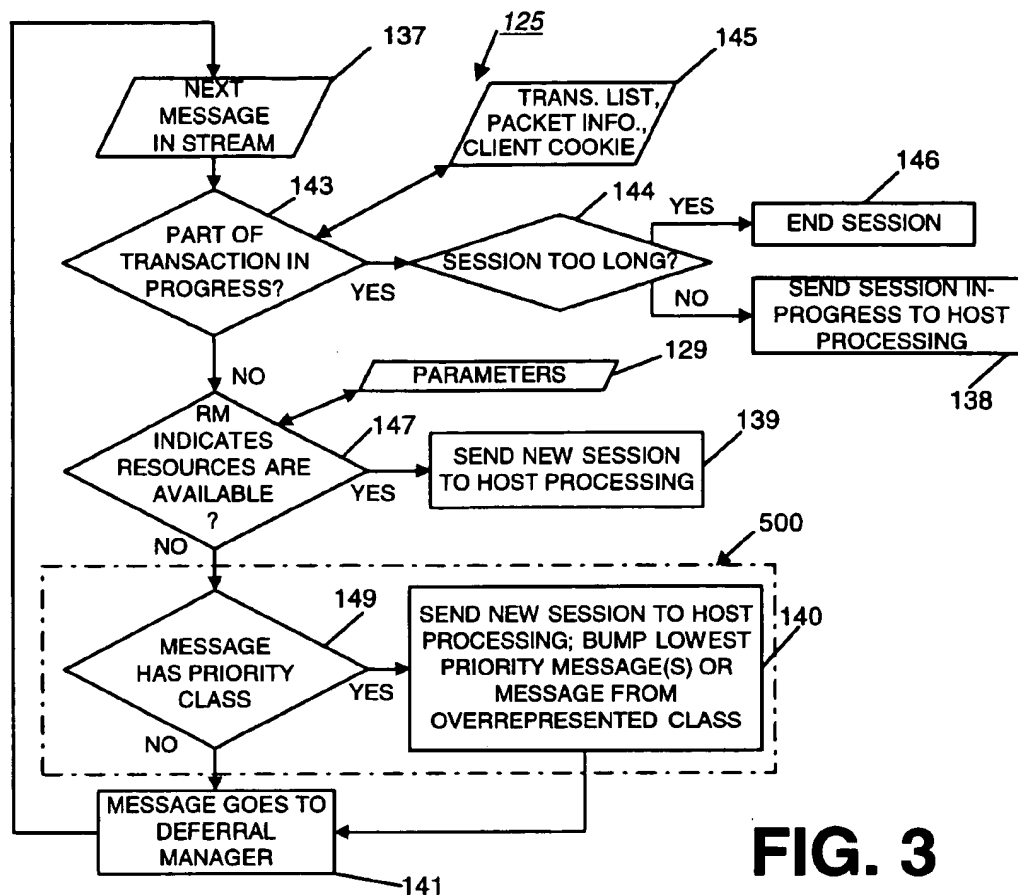 137
125
145
NEXT
MESSAGE
IN STREAM
TRANS. LIST,
PACKET INFO.,
CLIENT COOKIE
143
144
146
PART OF
TRANSACTION IN
PROGRESS?
YES
SESSION TOO LONG?
YES
END SESSION
NO
SEND SESSION IN-
PROGRESS TO HOST
PROCESSING
138
NO
PARAMETERS
129
RM
INDICATES
RESOURCES ARE
AVAILABLE
?
147
YES
SEND NEW SESSION
TO HOST PROCESSING
139
NO
500
MESSAGE
HAS PRIORITY
CLASS
149
YES
SEND NEW SESSION TO HOST
PROCESSING; BUMP LOWEST
PRIORITY MESSAGE(S) OR
MESSAGE FROM
OVERREPRESENTED CLASS
140
NO
MESSAGE GOES TO
DEFERRAL
MANAGER
141
FIG. 3